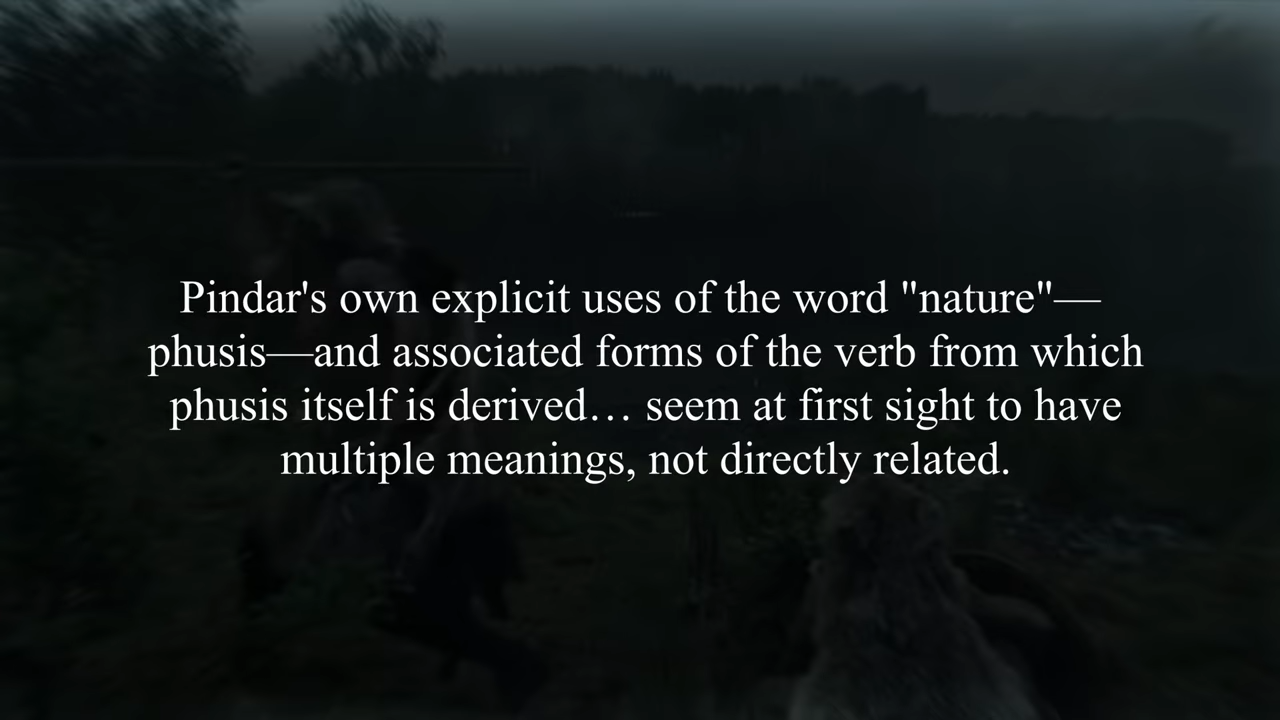 Pindar's own explicit uses of the word "nature"—
phusis—and associated forms of the verb from which
phusis itself is derived… seem at first sight to have
multiple meanings, not directly related.